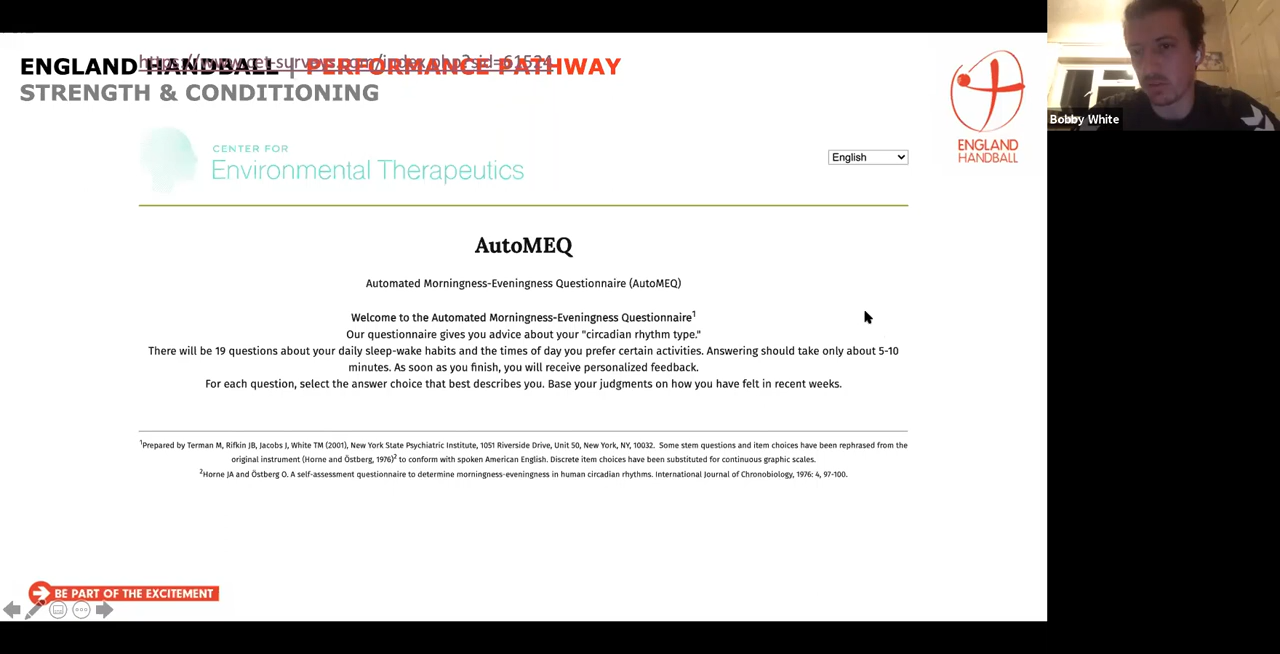 https://www.cet-surveys.com/index.php?sid=61524
ENGLAND HANDBALL | PERFORMANCE PATHWAY
STRENGTH & CONDITIONING
ENGLAND
HANDBALL
Bobby White
CENTER FOR
Environmental Therapeutics
English
AutoMEQ
Automated Morningness-Eveningness Questionnaire (AutoMEQ)
Welcome to the Automated Morningness-Eveningness Questionnaire1
Our questionnaire gives you advice about your "circadian rhythm type."
There will be 19 questions about your daily sleep-wake habits and the times of day you prefer certain activities. Answering should take only about 5-10
minutes. As soon as you finish, you will receive personalized feedback.
For each question, select the answer choice that best describes you. Base your judgments on how you have felt in recent weeks.
1Prepared by Terman M, Rifkin JB, Jacobs J, White TM (2001), New York State Psychiatric Institute, 1051 Riverside Drive, Unit 50, New York, NY, 10032. Some stem questions and item choices have been rephrased from the
original instrument (Horne and Östberg, 1976)2 to conform with spoken American English. Discrete item choices have been substituted for continuous graphic scales.
2Horne JA and Östberg O. A self-assessment questionnaire to determine morningness-eveningness in human circadian rhythms. International Journal of Chronobiology, 1976: 4, 97-100.
BE PART OF THE EXCITEMENT